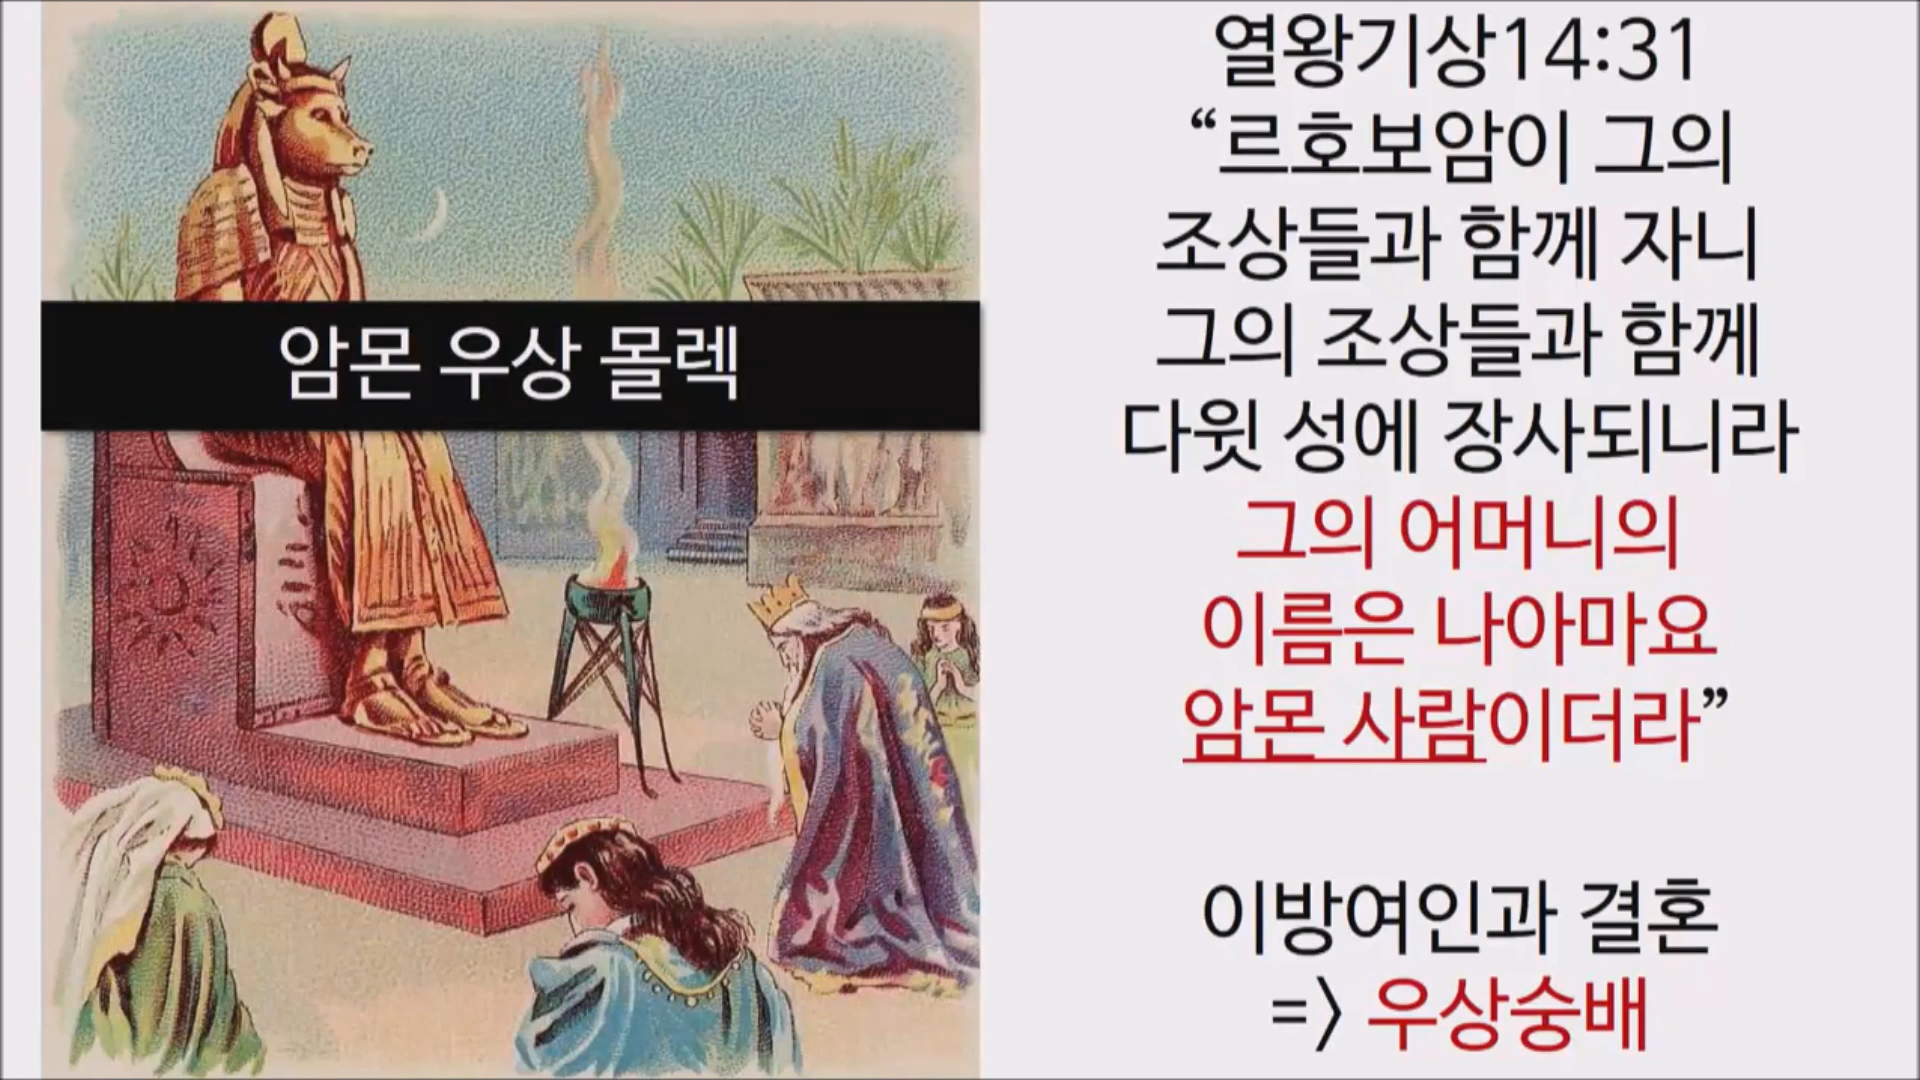 암몬 우상 몰렉
열왕기상14:31
“르호보암이 그의
조상들과 함께 자니
그의 조상들과 함께
다윗 성에 장사되니라
그의 어머니의
이름은 나아마요
암몬 사람이더라”
이방여인과 결혼
=> 우상숭배